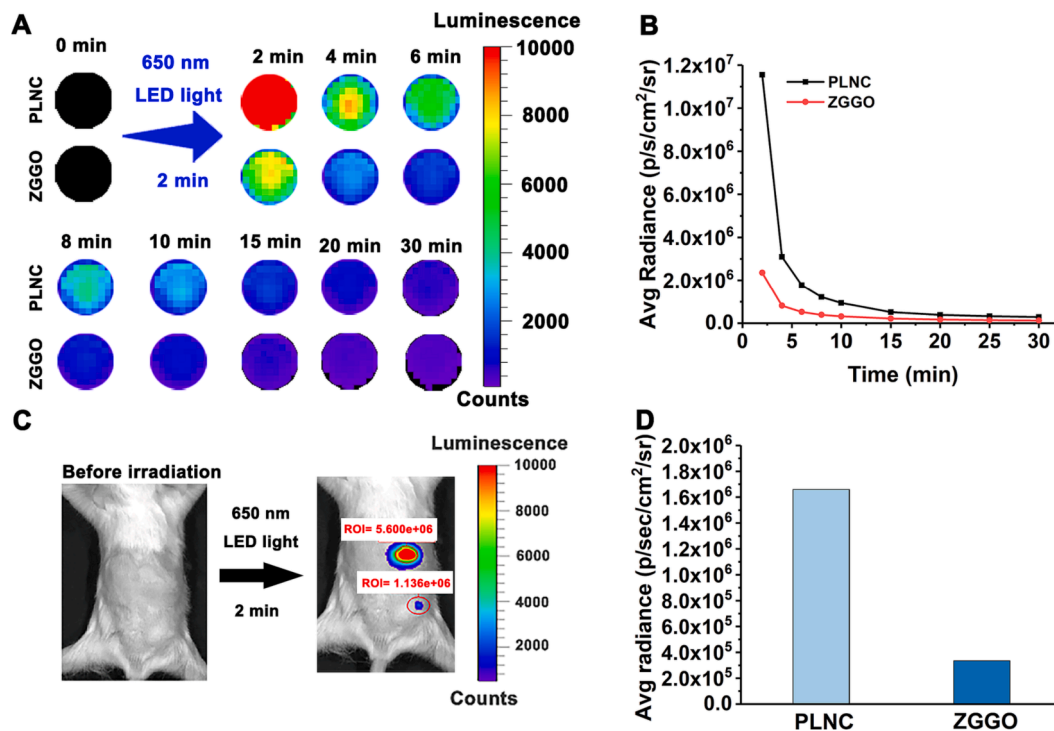 A
0 min
650 nm
LED light
2 min
PLNC
ZGGO
2 min 4 min 6 min
8 min 10 min 15 min 20 min 30 min
PLNC
ZGGO
Luminescence
10000
8000
6000
4000
2000
Counts
B
PLNC
ZGGO
Avg Radiance (p/s/cm²/sr)
1.2x10⁷
1.0x10⁷
8.0x10⁶
6.0x10⁶
4.0x10⁶
2.0x10⁶
0.0
0 5 10 15 20 25 30
Time (min)
C
Before irradiation
650 nm
LED light
2 min
ROI= 5.600e+06
ROI= 1.136e+06
Luminescence
10000
8000
6000
4000
2000
Counts
D
Avg radiance (p/sec/cm²/sr)
2.0x10⁶
1.8x10⁶
1.6x10⁶
1.4x10⁶
1.2x10⁶
1.0x10⁶
8.0x10⁵
6.0x10⁵
4.0x10⁵
2.0x10⁵
0.0
PLNC ZGGO